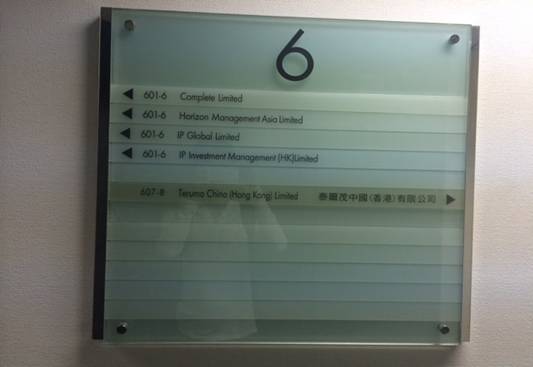 6
601-6 Complete Limited
601-6 Horizon Management Asia Limited
601-6 IP Global Limited
601-6 IP Investment Management (HK)Limited
607-8 Terumo China (Hong Kong) Limited 泰爾茂中國(香港)有限公司